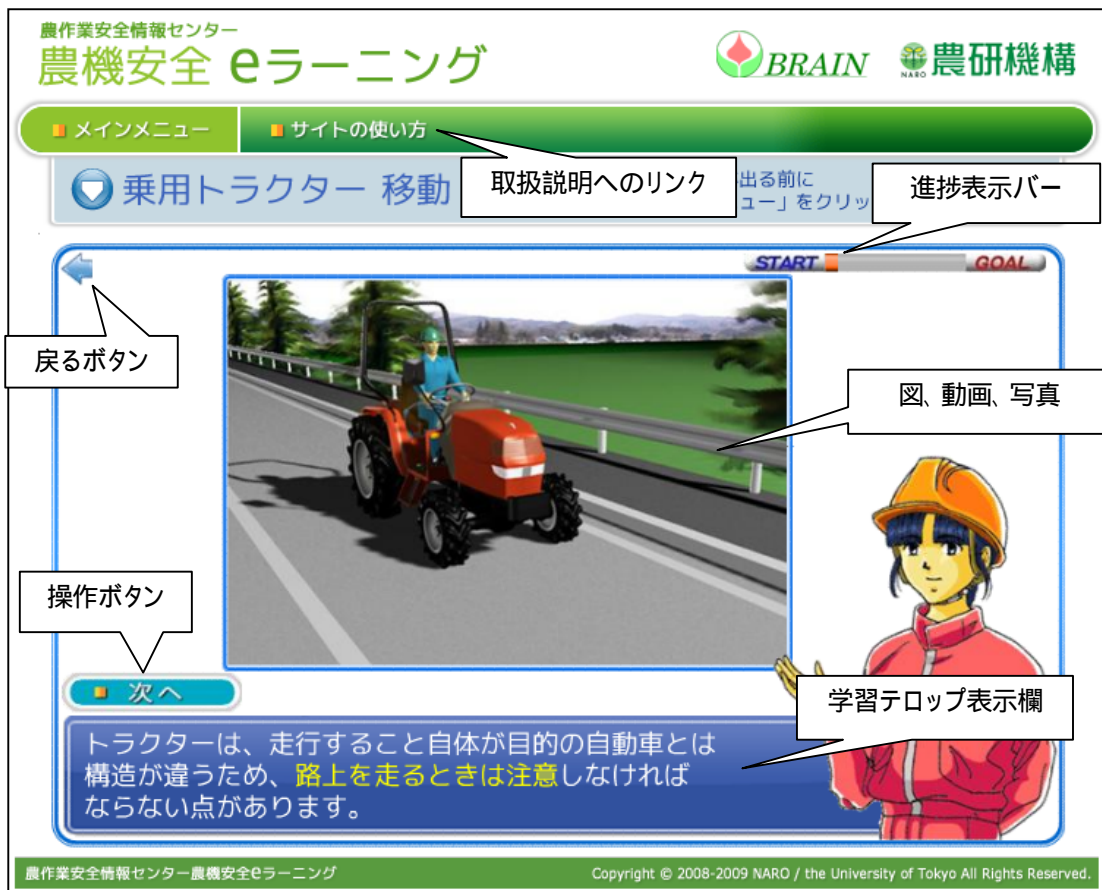 農作業安全情報センター
農機安全 eラーニング
BRAIN
NARO
農研機構
メインメニュー
サイトの使い方
取扱説明へのリンク
乗用トラクター 移動
出る前に
ュー」をクリッ
進捗表示バー
START
GOAL
戻るボタン
図、動画、写真
操作ボタン
次へ
学習テロップ表示欄
トラクターは、走行すること自体が目的の自動車とは
構造が違うため、路上を走るときは注意しなければ
ならない点があります。
農作業安全情報センター農機安全eラーニング
Copyright © 2008-2009 NARO / the University of Tokyo All Rights Reserved.